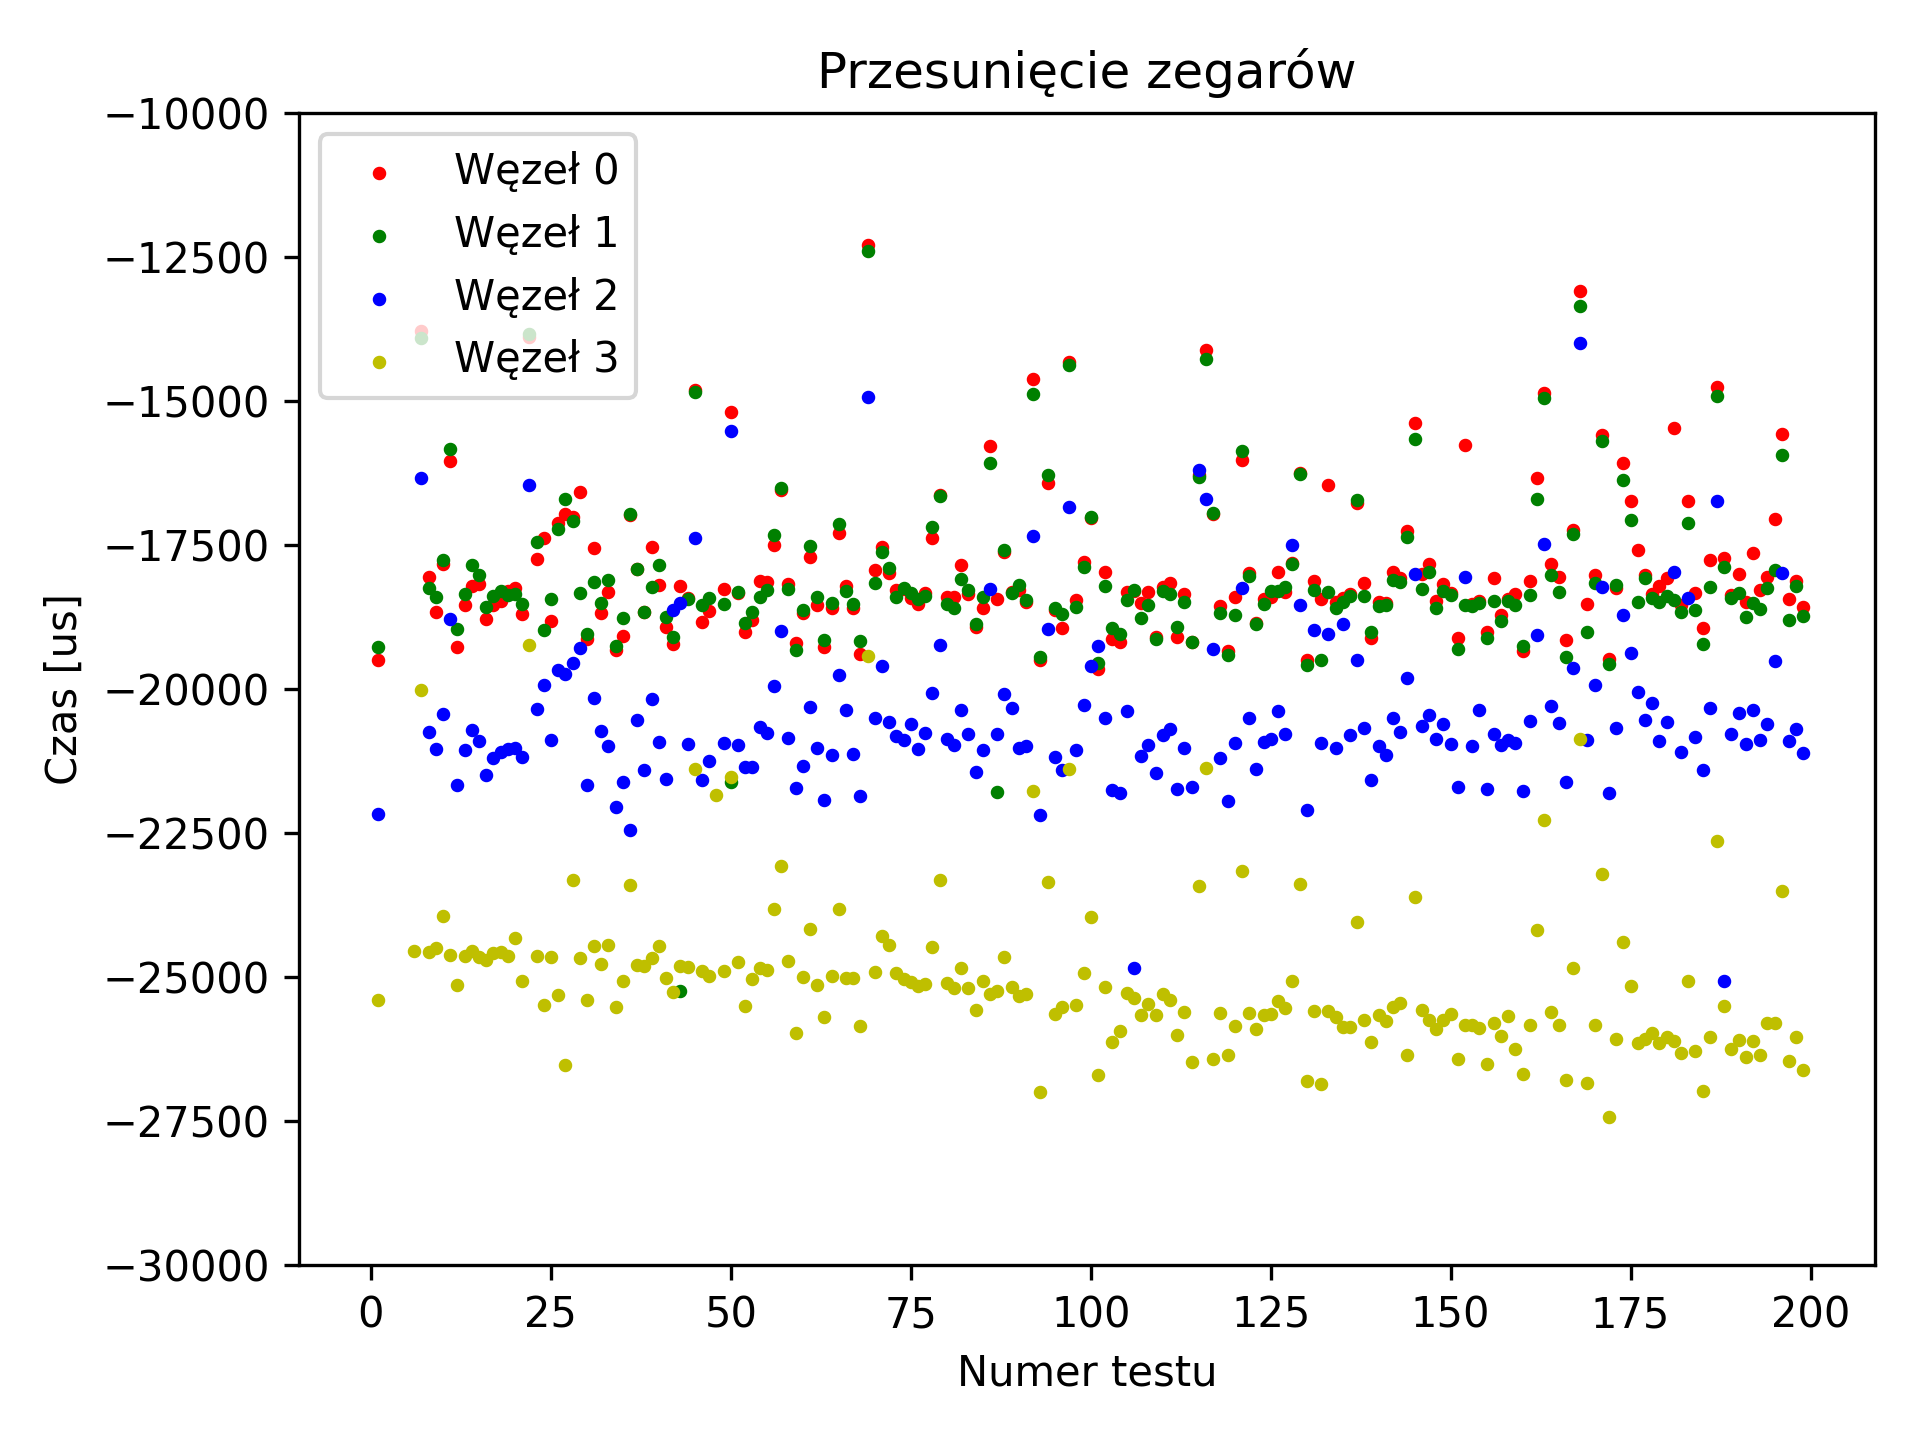 Przesunięcie zegarów
Węzeł 0
Węzeł 1
Węzeł 2
Węzeł 3
−10000
−12500
−15000
−17500
−20000
−22500
−25000
−27500
−30000
Czas [us]
0 25 50 75 100 125 150 175 200
Numer testu